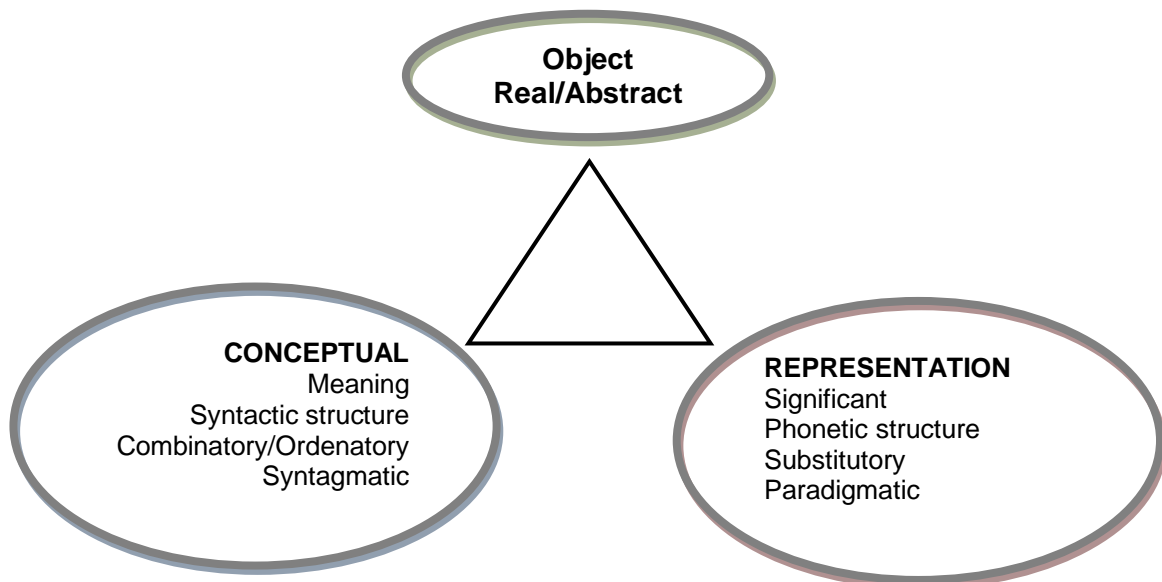 Object
Real/Abstract
CONCEPTUAL
Meaning
Syntactic structure
Combinatory/Ordenatory
Syntagmatic
REPRESENTATION
Significant
Phonetic structure
Substitutory
Paradigmatic